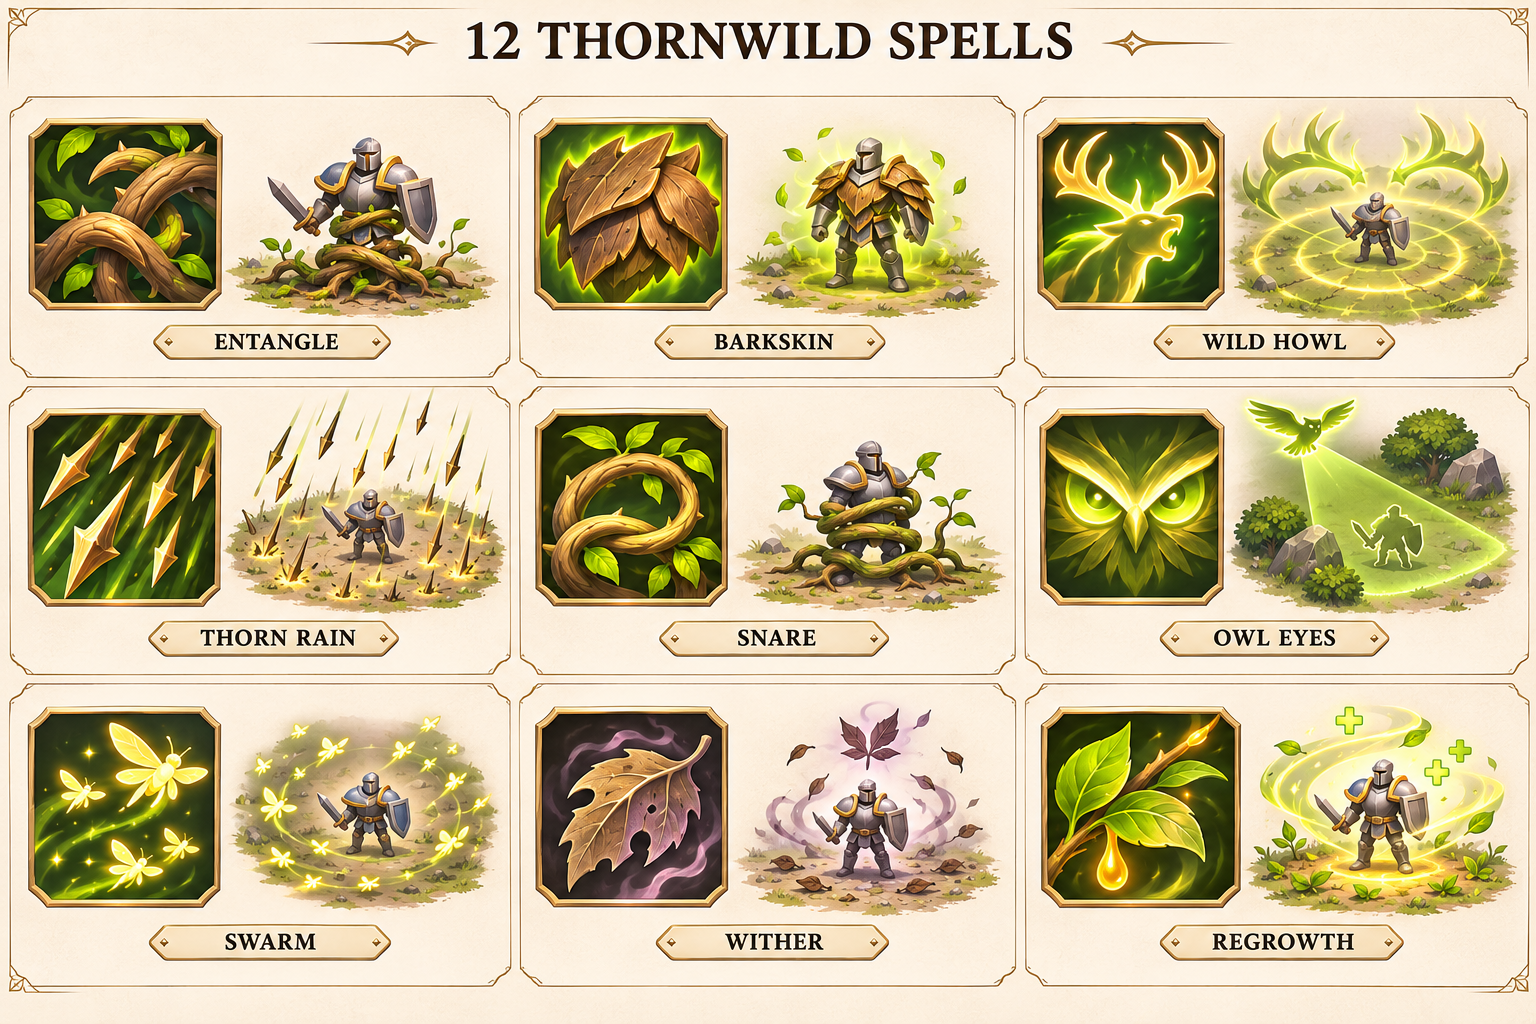 12 THORNWILD SPELLS
ENTANGLE
BARKSKIN
WILD HOWL
THORN RAIN
SNARE
OWL EYES
SWARM
WITHER
REGROWTH